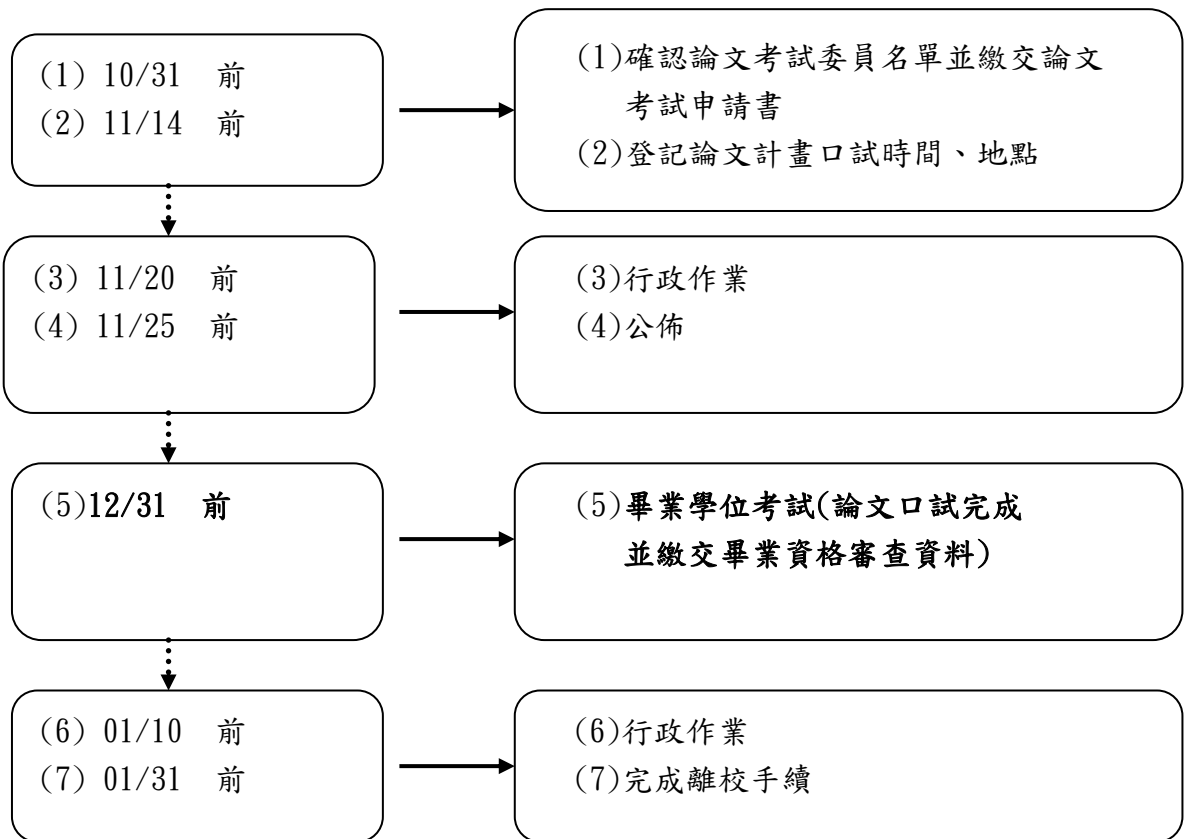 (1) 10/31 前
(2) 11/14 前
(1)確認論文考試委員名單並繳交論文
考試申請書
(2)登記論文計畫口試時間、地點
(3) 11/20 前
(4) 11/25 前
(3)行政作業
(4)公佈
(5)12/31 前
(5)畢業學位考試(論文口試完成
並繳交畢業資格審查資料)
(6) 01/10 前
(7) 01/31 前
(6)行政作業
(7)完成離校手續